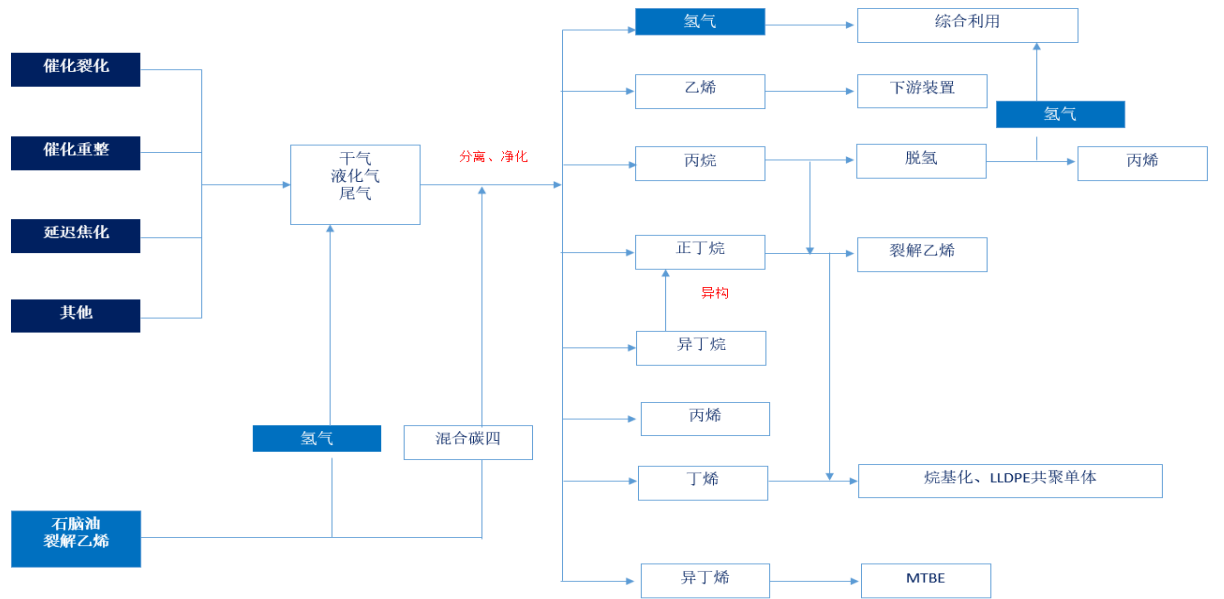 氢气
综合利用
催化裂化
乙烯
下游装置
氢气
催化重整
干气
液化气
尾气
分离、净化
丙烷
脱氢
丙烯
延迟焦化
正丁烷
裂解乙烯
异构
其他
异丁烷
丙烯
氢气
混合碳四
丁烯
烷基化、LLDPE共聚单体
石脑油
裂解乙烯
异丁烯
MTBE